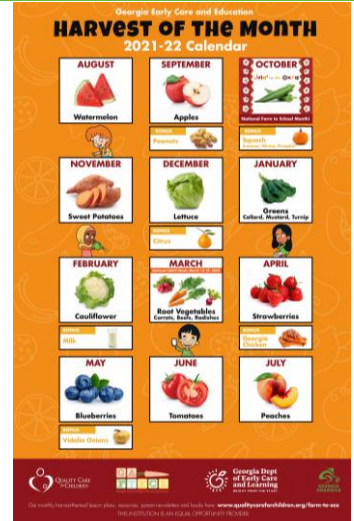 Georgia Early Care and Education
HARVEST OF THE MONTH
2021-22 Calendar
AUGUST
Watermelon
SEPTEMBER
Apples
BONUS
Peanuts
OCTOBER
National Farm to School Month!
BONUS
Squash
NOVEMBER
Sweet Potatoes
DECEMBER
Lettuce
BONUS
Citrus
JANUARY
Greens
Collard, Mustard, Turnip
FEBRUARY
Cauliflower
BONUS
Milk
MARCH
Root Vegetables
Carrots, Beets, Radishes
APRIL
Strawberries
BONUS
Georgia
Chicken
MAY
Blueberries
BONUS
Vidalia Onions
JUNE
Tomatoes
JULY
Peaches
QUALITY CARE
FOR CHILDREN
Georgia Dept
of Early Care
and Learning
GEORGIA
ORGANICS
www.qualitycareforchildren.org/farm-to-ece
THIS INSTITUTION IS AN EQUAL OPPORTUNITY PROVIDER